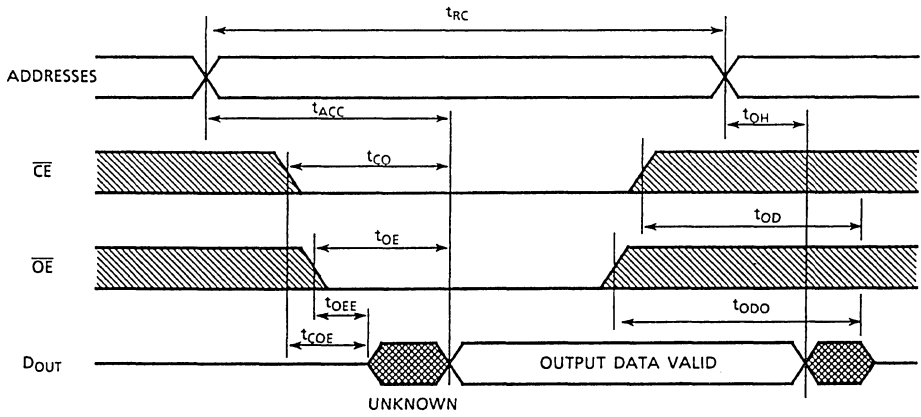 tRC
ADDRESSES
tACC
tOH
CE
tCO
tOD
OE
tOE
tODO
tOEE
tCOE
DOUT
OUTPUT DATA VALID
UNKNOWN